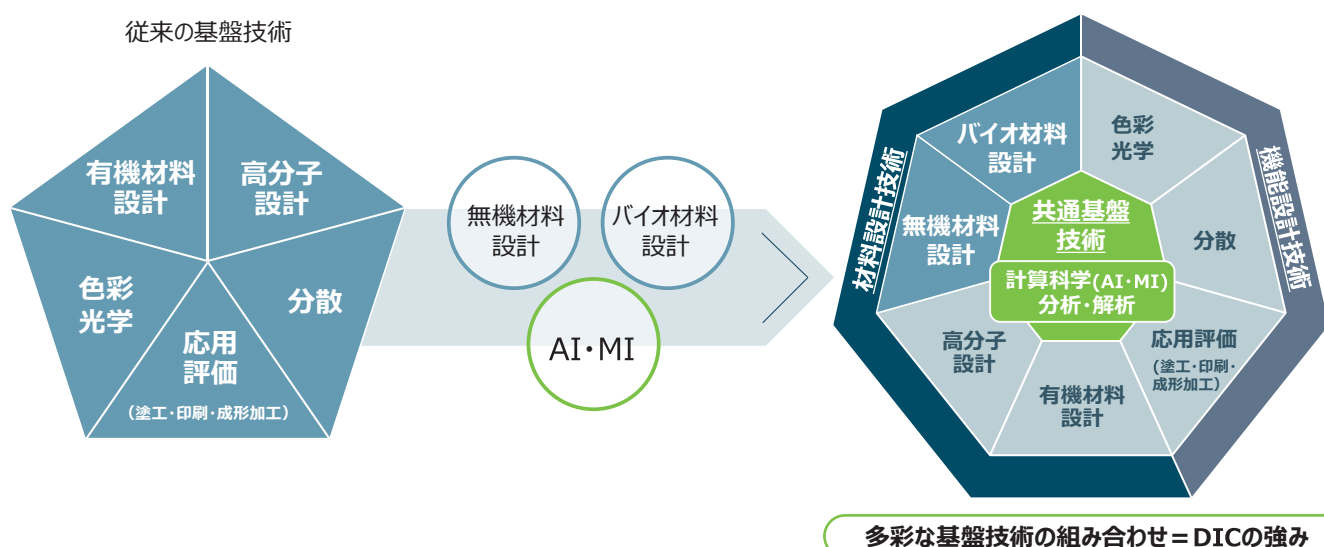 従来の基盤技術
有機材料
設計
高分子
設計
色彩
光学
分散
応用
評価
(塗工・印刷・成形加工)
無機材料
設計
バイオ材料
設計
AI・MI
材料設計技術
機能設計技術
バイオ材料
設計
色彩
光学
無機材料
設計
共通基盤
技術
分散
計算科学(AI・MI)
分析・解析
高分子
設計
応用評価
(塗工・印刷・
成形加工)
有機材料
設計
多彩な基盤技術の組み合わせ=DICの強み